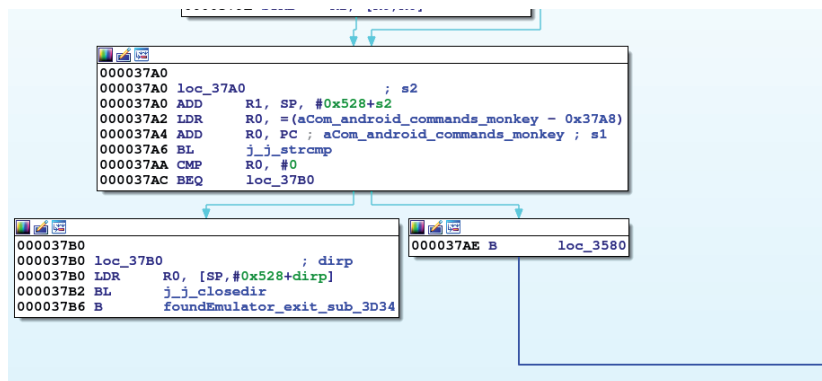 000037A0
000037A0 loc_37A0 ; s2
000037A0 ADD R1, SP, #0x528+s2
000037A2 LDR R0, =(aCom_android_commands_monkey - 0x37A8)
000037A4 ADD R0, PC ; aCom_android_commands_monkey ; s1
000037A6 BL j_j_strcmp
000037AA CMP R0, #0
000037AC BEQ loc_37B0
000037B0
000037B0 loc_37B0 ; dirp
000037B0 LDR R0, [SP,#0x528+dirp]
000037B2 BL j_j_closedir
000037B6 B foundEmulator_exit_sub_3D34
000037AE B loc_3580